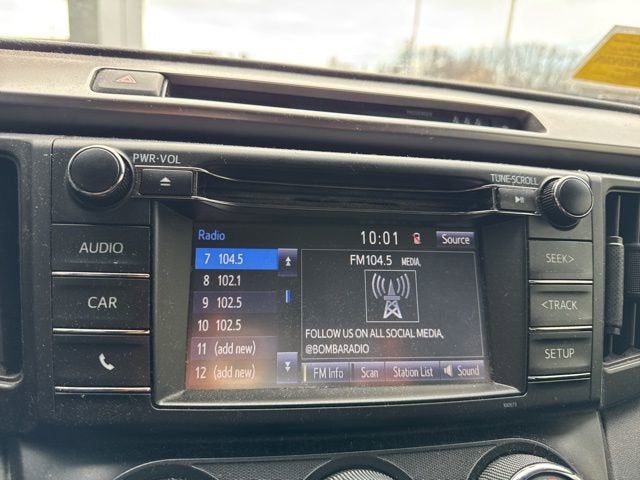 PWR·VOL
TUNE·SCROLL
AUDIO
CAR
SEEK>
<TRACK
SETUP
Radio
10:01
Source
7 104.5
8 102.1
9 102.5
10 102.5
11 (add new)
12 (add new)
FM104.5 MEDIA,
FOLLOW US ON ALL SOCIAL MEDIA,
@BOMBARADIO
FM Info Scan Station List Sound